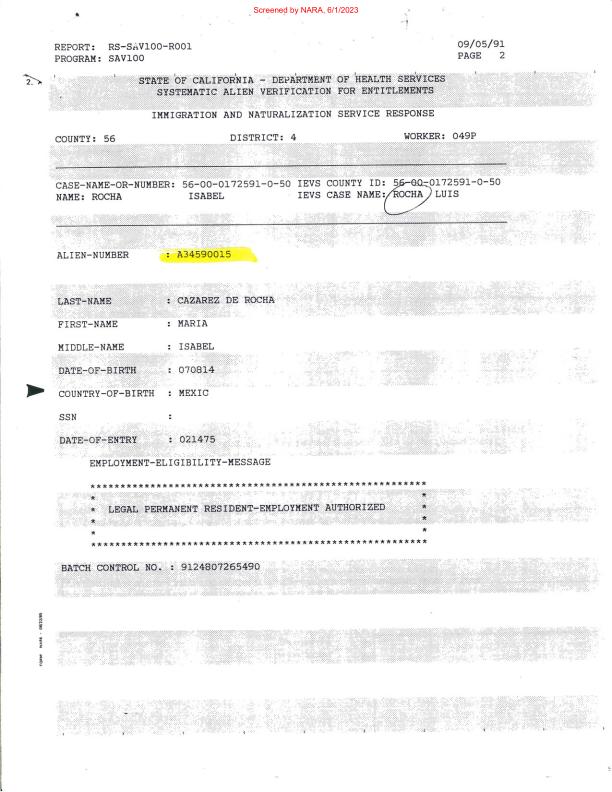 Screened by NARA, 6/1/2023
REPORT: RS-SAV100-R001 09/05/91
PROGRAM: SAV100 PAGE 2
2.
STATE OF CALIFORNIA - DEPARTMENT OF HEALTH SERVICES
SYSTEMATIC ALIEN VERIFICATION FOR ENTITLEMENTS
IMMIGRATION AND NATURALIZATION SERVICE RESPONSE
COUNTY: 56 DISTRICT: 4 WORKER: 049P
CASE-NAME-OR-NUMBER: 56-00-0172591-0-50 IEVS COUNTY ID: 56-00-0172591-0-50
NAME: ROCHA ISABEL IEVS CASE NAME: ROCHA LUIS
ALIEN-NUMBER : A34590015
LAST-NAME : CAZAREZ DE ROCHA
FIRST-NAME : MARIA
MIDDLE-NAME : ISABEL
DATE-OF-BIRTH : 070814
COUNTRY-OF-BIRTH : MEXIC
SSN :
DATE-OF-ENTRY : 021475
EMPLOYMENT-ELIGIBILITY-MESSAGE
********************************************************
* *
* LEGAL PERMANENT RESIDENT-EMPLOYMENT AUTHORIZED *
* *
* *
********************************************************
BATCH CONTROL NO. : 9124807265490